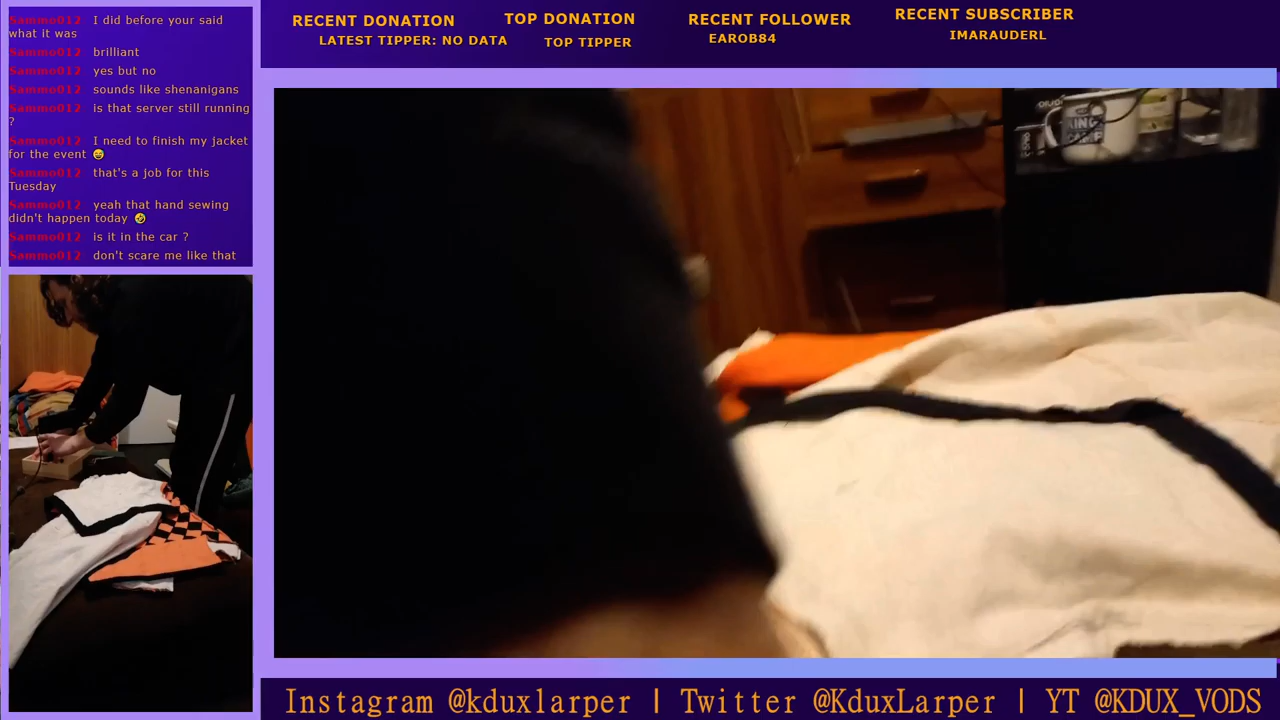 Sammo012 I did before your said
what it was
Sammo012 brilliant
Sammo012 yes but no
Sammo012 sounds like shenanigans
Sammo012 is that server still running
?
Sammo012 I need to finish my jacket
for the event 😅
Sammo012 that's a job for this
Tuesday
Sammo012 yeah that hand sewing
didn't happen today 🤣
Sammo012 is it in the car ?
Sammo012 don't scare me like that
RECENT DONATION
LATEST TIPPER: NO DATA
TOP DONATION
TOP TIPPER
RECENT FOLLOWER
EAROB84
RECENT SUBSCRIBER
IMARAUDERL
KING
CAMP
Instagram @kduxlarper | Twitter @KduxLarper | YT @KDUX_VODS